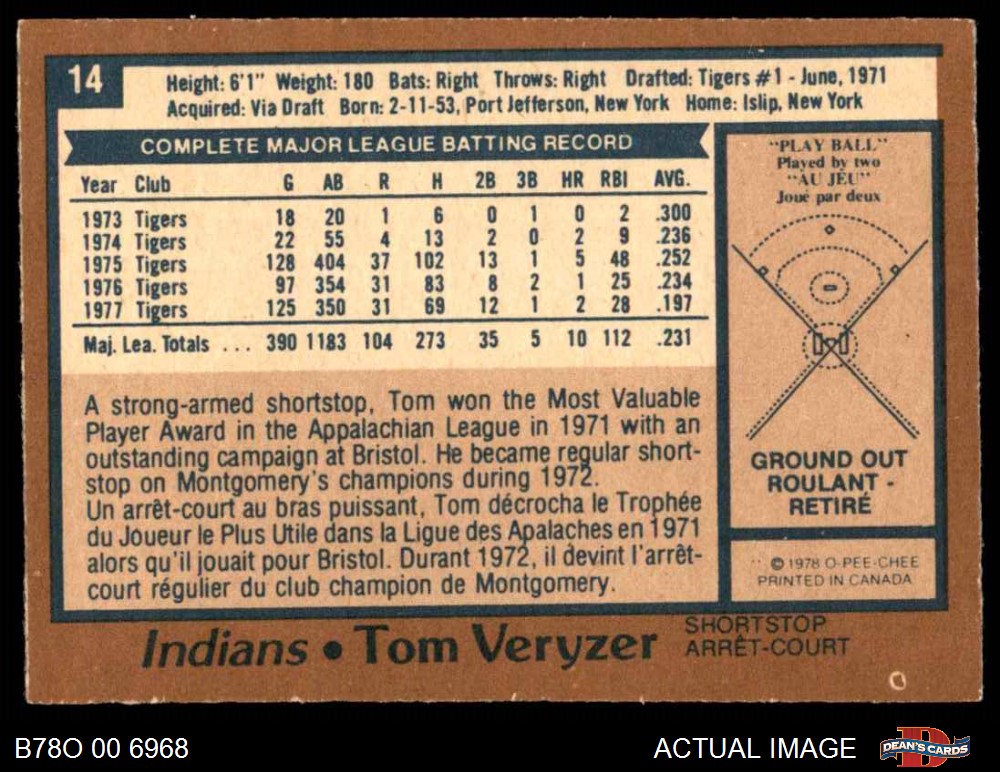 14
Height: 6'1" Weight: 180 Bats: Right Throws: Right Drafted: Tigers #1 - June, 1971
Acquired: Via Draft Born: 2-11-53, Port Jefferson, New York Home: Islip, New York
COMPLETE MAJOR LEAGUE BATTING RECORD
Year Club G AB R H 2B 3B HR RBI AVG.
1973 Tigers 18 20 1 6 0 1 0 2 .300
1974 Tigers 22 55 4 13 2 0 2 9 .236
1975 Tigers 128 404 37 102 13 1 5 48 .252
1976 Tigers 97 354 31 83 8 2 1 25 .234
1977 Tigers 125 350 31 69 12 1 2 28 .197
Maj. Lea. Totals ... 390 1183 104 273 35 5 10 112 .231
A strong-armed shortstop, Tom won the Most Valuable
Player Award in the Appalachian League in 1971 with an
outstanding campaign at Bristol. He became regular short-
stop on Montgomery's champions during 1972.
Un arrêt-court au bras puissant, Tom décrocha le Trophée
du Joueur le Plus Utile dans la Ligue des Apalaches en 1971
alors qu'il jouait pour Bristol. Durant 1972, il devint l'arrêt-
court régulier du club champion de Montgomery.
"PLAY BALL"
Played by two
"AU JEU"
Joué par deux
GROUND OUT
ROULANT -
RETIRÉ
© 1978 O-PEE-CHEE
PRINTED IN CANADA
Indians • Tom Veryzer
SHORTSTOP
ARRÊT-COURT
B78O 00 6968
ACTUAL IMAGE
DEAN'S CARDS